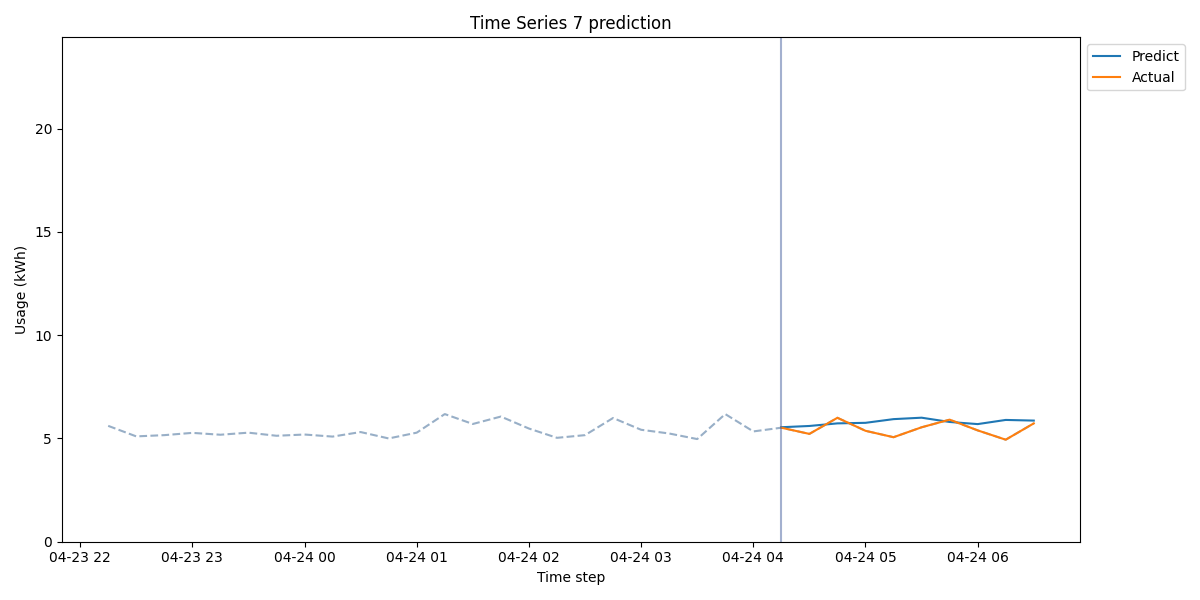 Time Series 7 prediction
Predict
Actual
Usage (kWh)
20
15
10
5
0
04-23 22 04-23 23 04-24 00 04-24 01 04-24 02 04-24 03 04-24 04 04-24 05 04-24 06
Time step